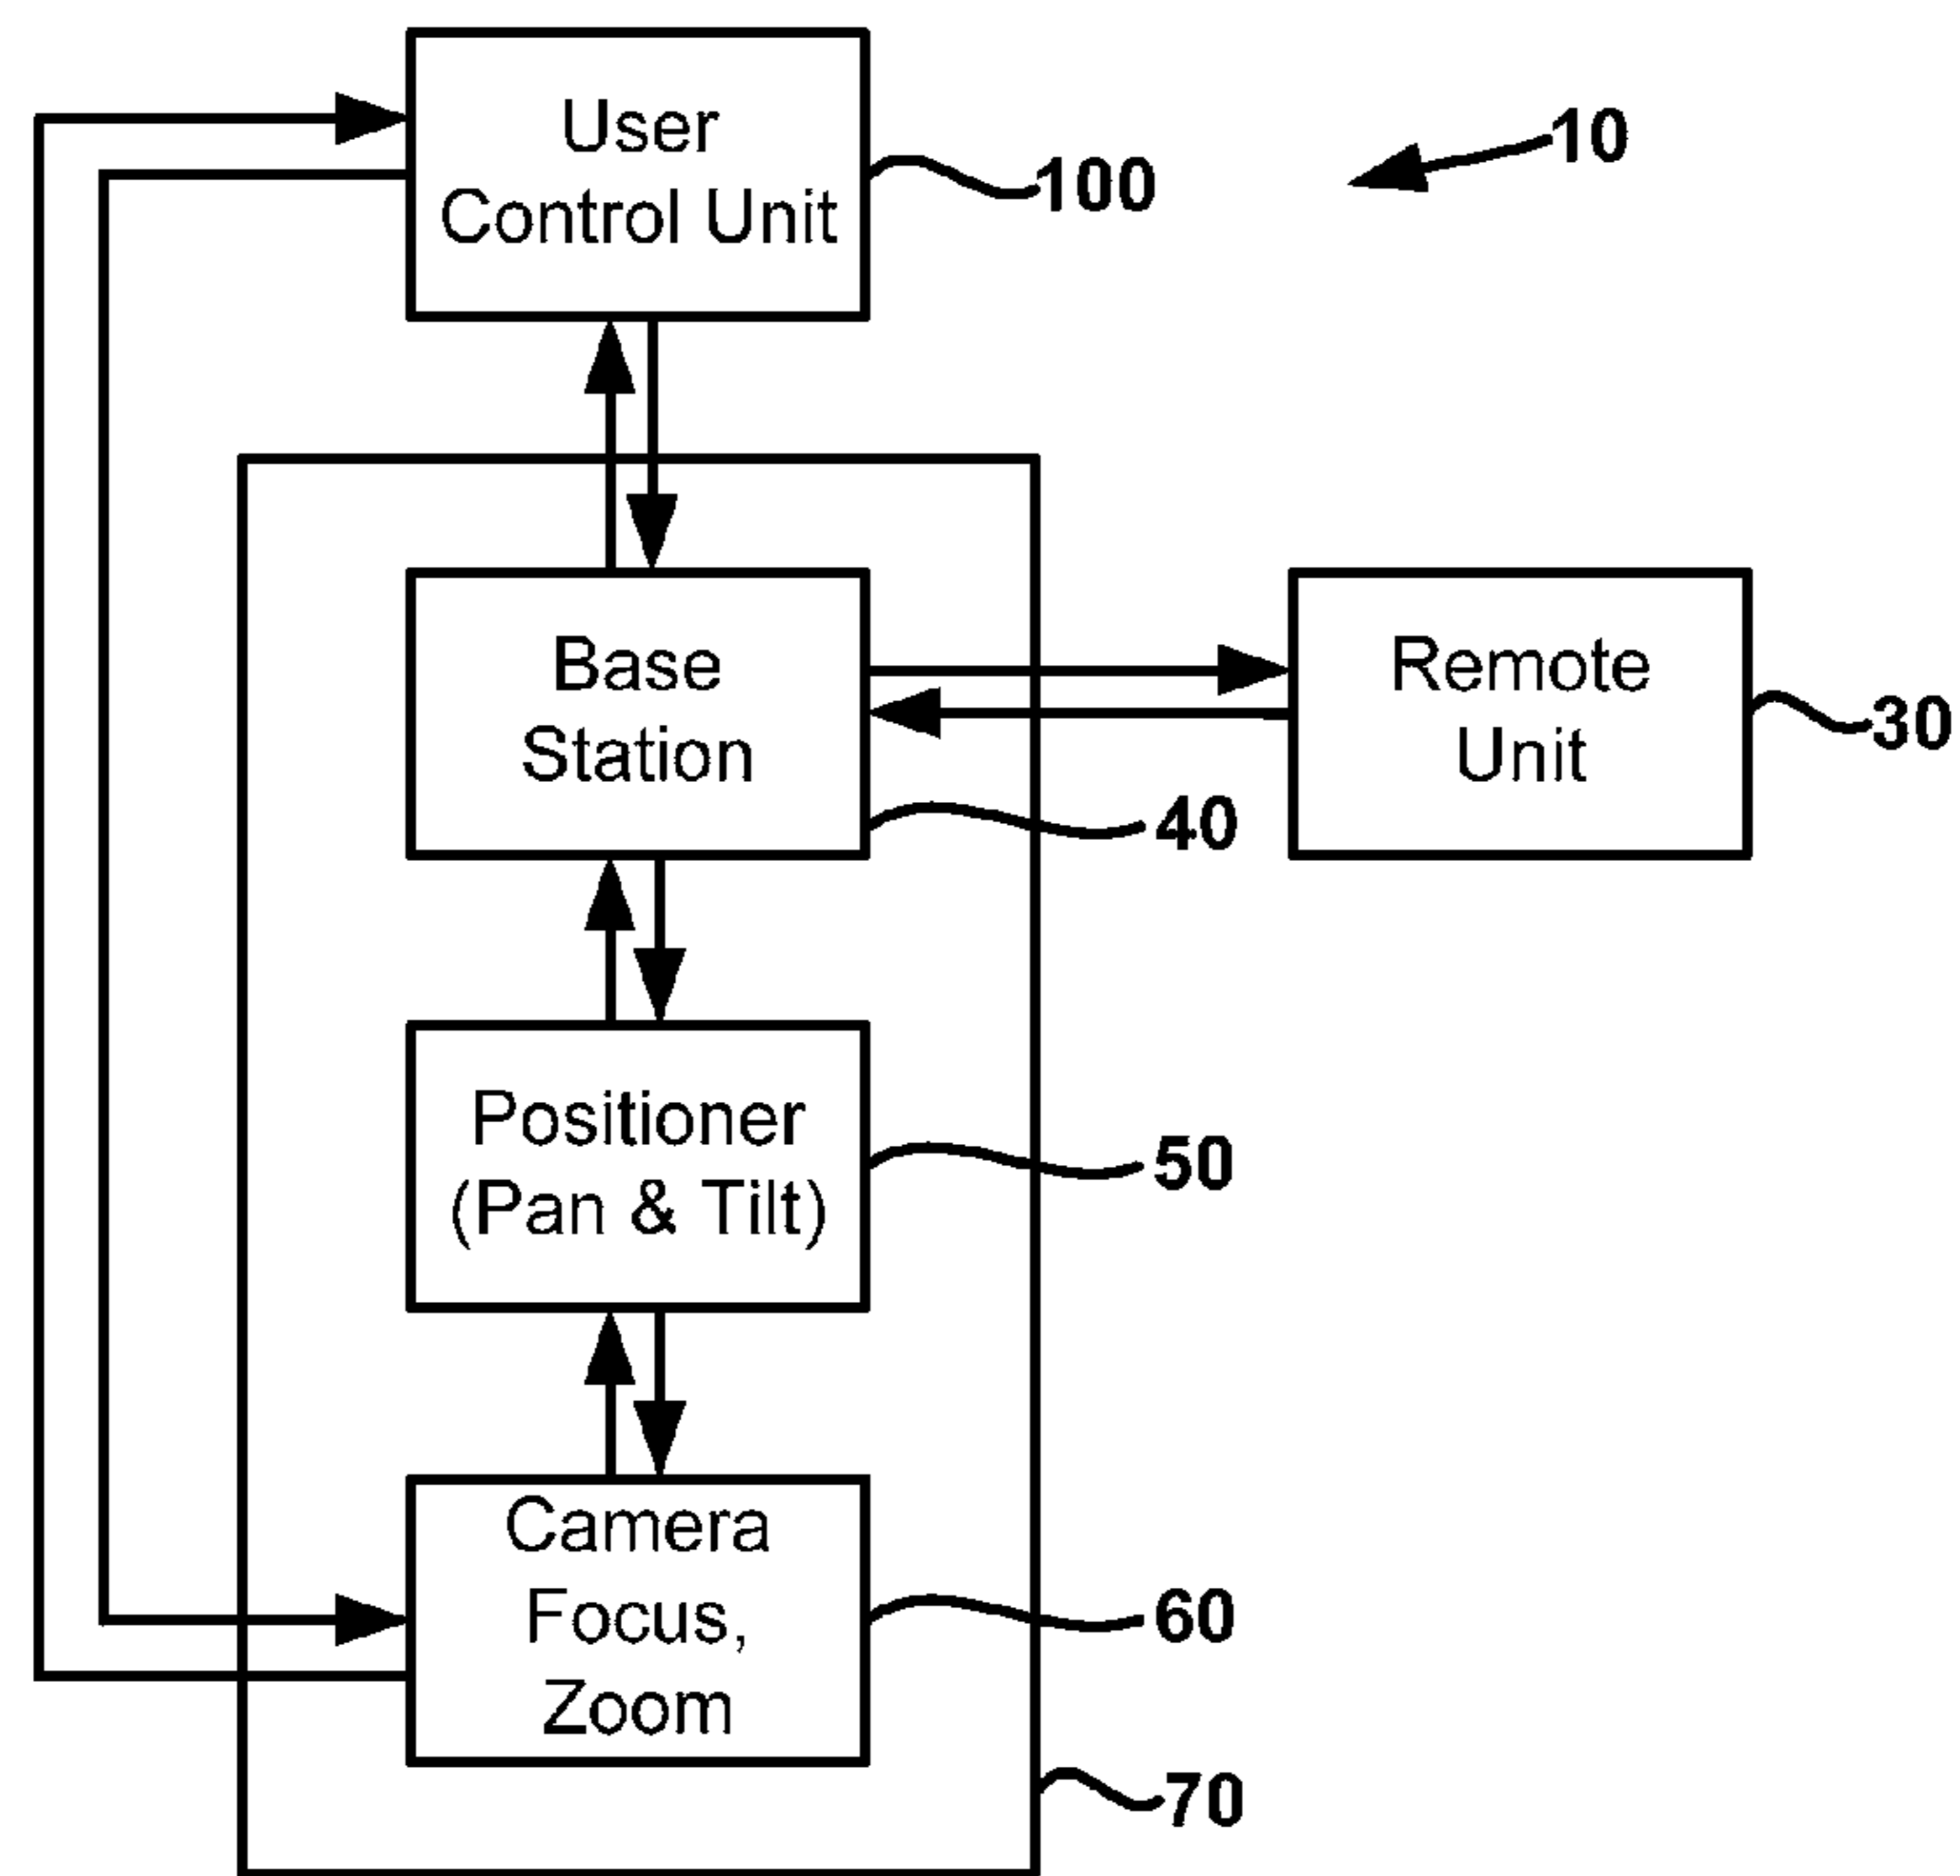 User
Control Unit
100
10
Base
Station
40
Remote
Unit
30
Positioner
(Pan & Tilt)
50
Camera
Focus,
Zoom
60
70